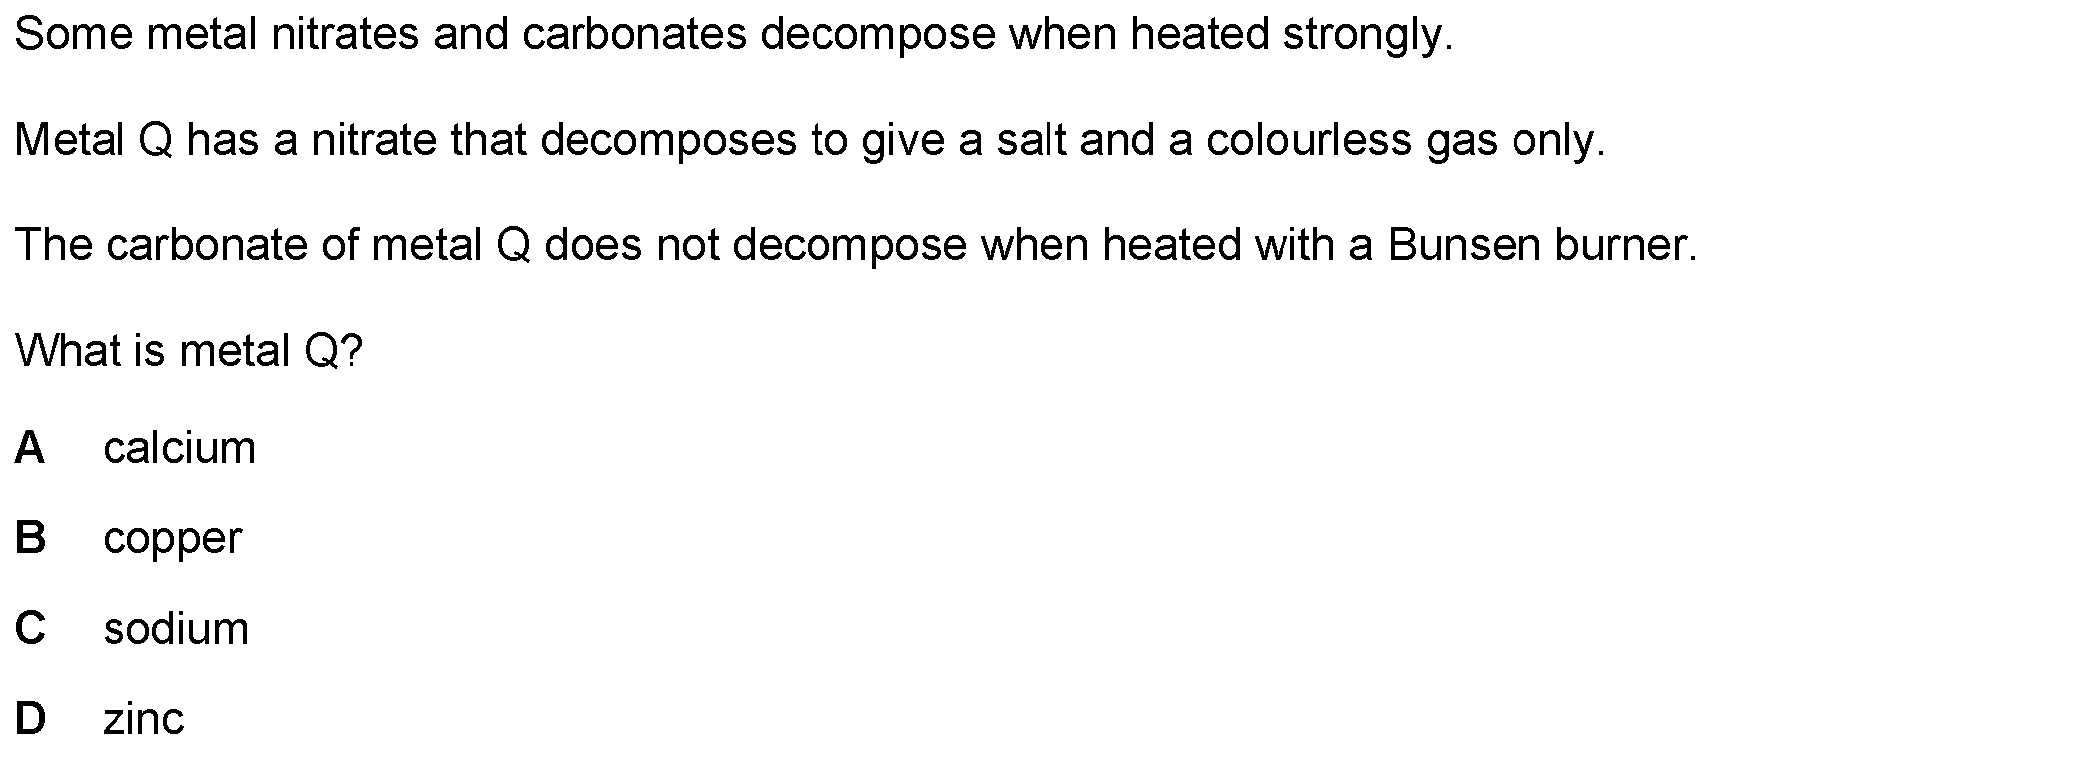 Some metal nitrates and carbonates decompose when heated strongly.
Metal Q has a nitrate that decomposes to give a salt and a colourless gas only.
The carbonate of metal Q does not decompose when heated with a Bunsen burner.
What is metal Q?
A calcium
B copper
C sodium
D zinc